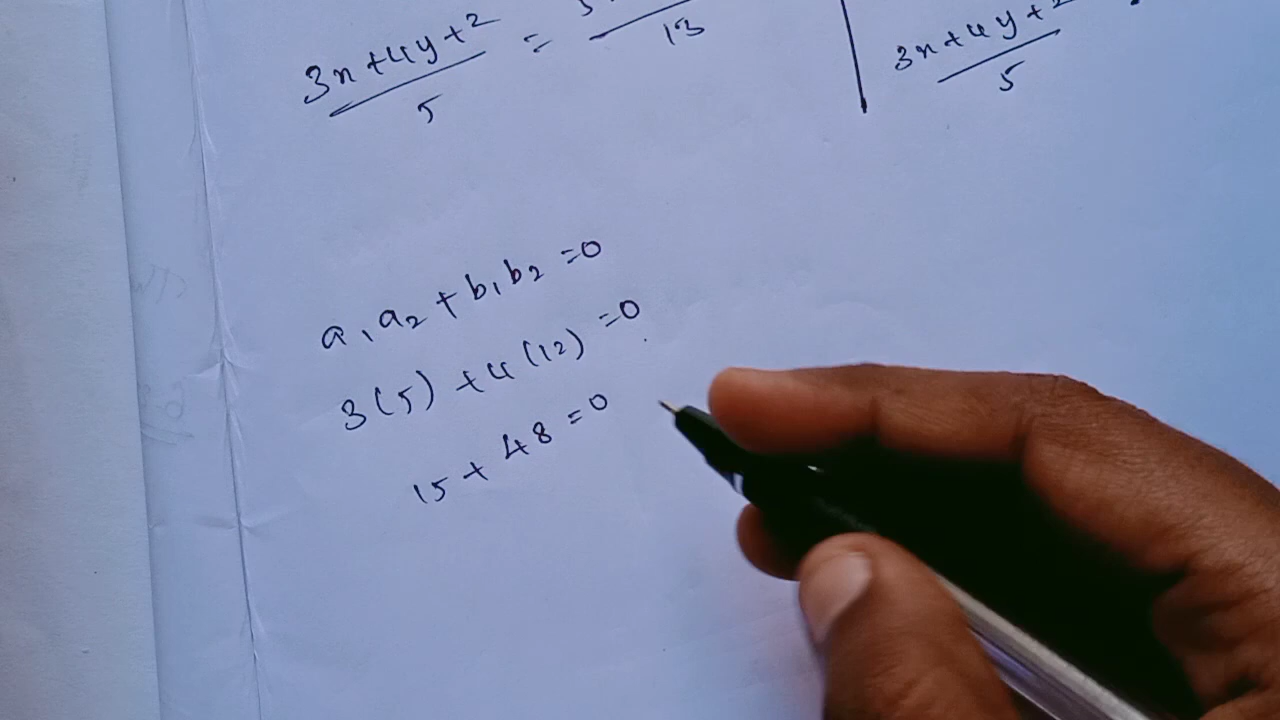 3x+4y+2 / 5 = / 13
3x+4y+2 / 5
a₁a₂ + b₁b₂ =0
3(5) +4(12) =0
15+ 48 =0